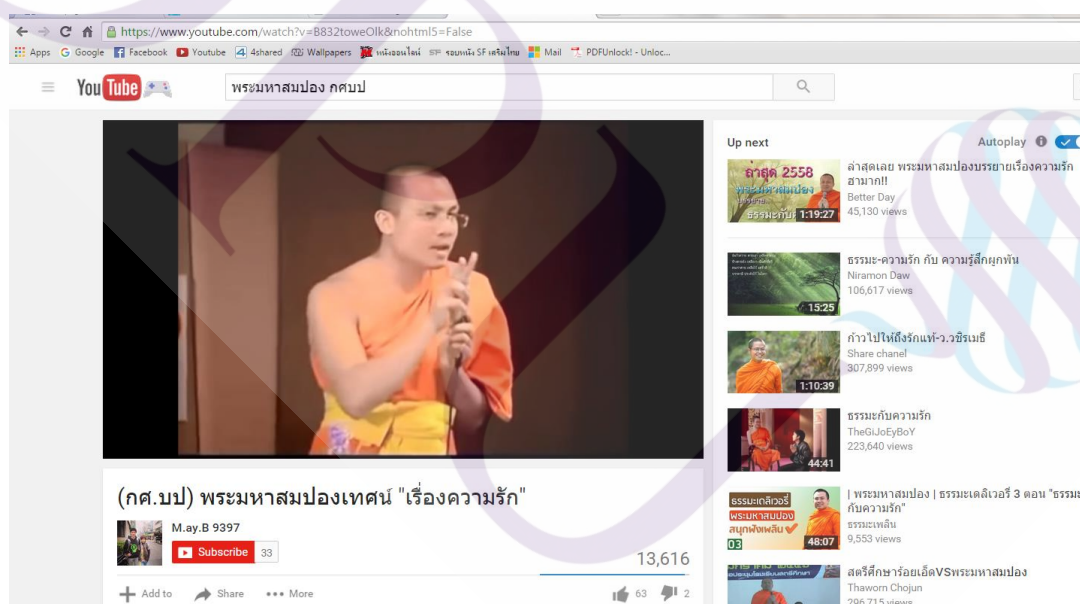 https://www.youtube.com/watch?v=B832toweOlk&nohtml5=False
Apps Google Facebook Youtube 4shared Wallpapers หนังออนไลน์ รอบหนัง SF เครือไทย Mail PDFUnlock! - Unloc...
YouTube
พระมหาสมปอง กศบป
Up next
Autoplay
ล่าสุด 2558
พระมหาสมปอง
1:19:27
ล่าสุดเลย พระมหาสมปองบรรยายเรื่องความรัก
ฮามาก!!
Better Day
45,130 views
15:25
ธรรมะ-ความรัก กับ ความรู้สึกผูกพัน
Niramon Daw
106,617 views
1:10:39
ก้าวไปให้ถึงรักแท้-ว.วชิรเมธี
Share chanel
307,899 views
44:41
ธรรมะกับความรัก
TheGiJoEyBoY
223,640 views
ธรรมะเดลิเวอรี่
พระมหาสมปอง
สนุกฟังเพลิน
03
48:07
| พระมหาสมปอง | ธรรมะเดลิเวอรี่ 3 ตอน "ธรรมะ
กับความรัก"
ธรรมะเพลิน
9,553 views
สตรีศึกษาร้อยเอ็ดVSพระมหาสมปอง
Thaworn Chojun
296,715 views
(กศ.บป) พระมหาสมปองเทศน์ "เรื่องความรัก"
M.ay.B 9397
Subscribe 33
13,616
Add to Share More 63 2